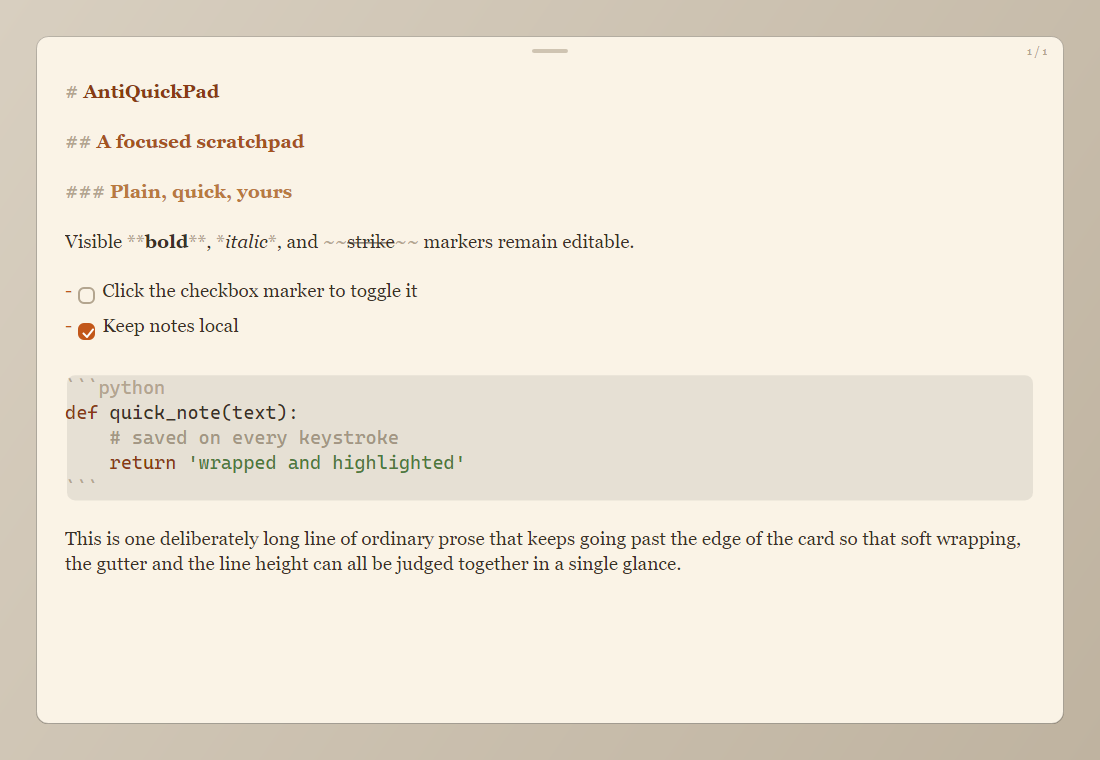 1 / 1
# AntiQuickPad
## A focused scratchpad
### Plain, quick, yours
Visible **bold**, *italic*, and ~~strike~~ markers remain editable.
- Click the checkbox marker to toggle it
- Keep notes local
```python
def quick_note(text):
    # saved on every keystroke
    return 'wrapped and highlighted'
```
This is one deliberately long line of ordinary prose that keeps going past the edge of the card so that soft wrapping,
the gutter and the line height can all be judged together in a single glance.